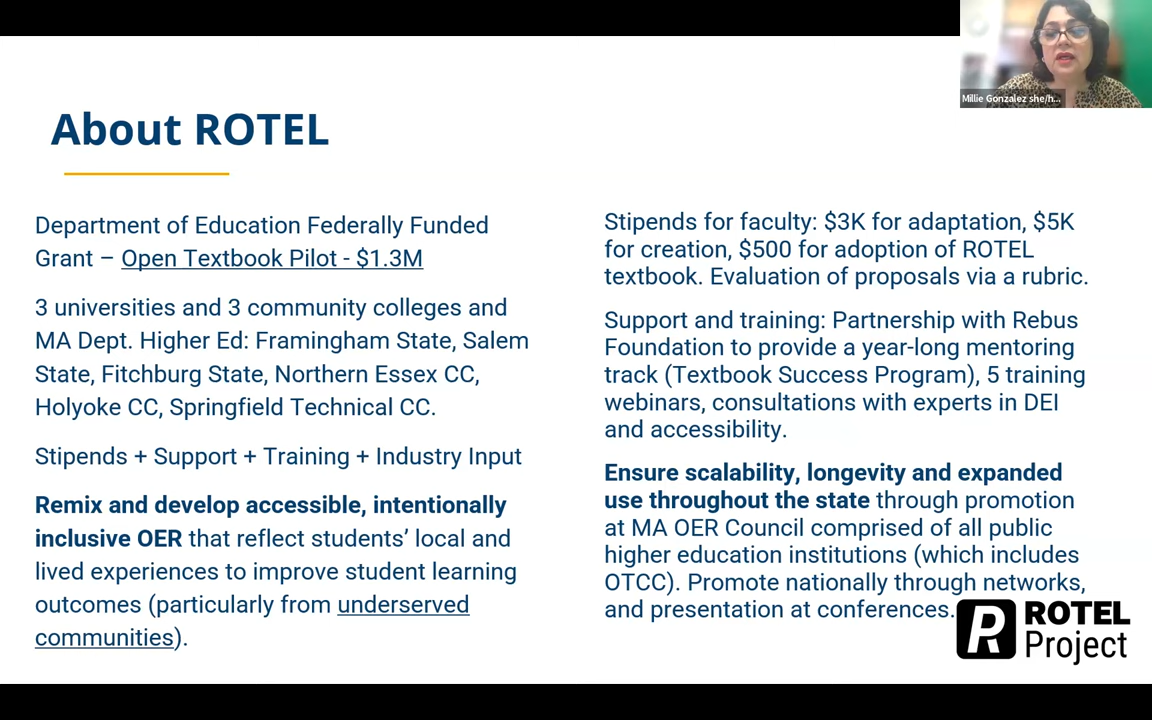 Millie Gonzalez she/h...
About ROTEL
Department of Education Federally Funded
Grant – Open Textbook Pilot - $1.3M
3 universities and 3 community colleges and
MA Dept. Higher Ed: Framingham State, Salem
State, Fitchburg State, Northern Essex CC,
Holyoke CC, Springfield Technical CC.
Stipends + Support + Training + Industry Input
Remix and develop accessible, intentionally
inclusive OER that reflect students’ local and
lived experiences to improve student learning
outcomes (particularly from underserved
communities).
Stipends for faculty: $3K for adaptation, $5K
for creation, $500 for adoption of ROTEL
textbook. Evaluation of proposals via a rubric.
Support and training: Partnership with Rebus
Foundation to provide a year-long mentoring
track (Textbook Success Program), 5 training
webinars, consultations with experts in DEI
and accessibility.
Ensure scalability, longevity and expanded
use throughout the state through promotion
at MA OER Council comprised of all public
higher education institutions (which includes
OTCC). Promote nationally through networks,
and presentation at conferences.
R ROTEL
Project